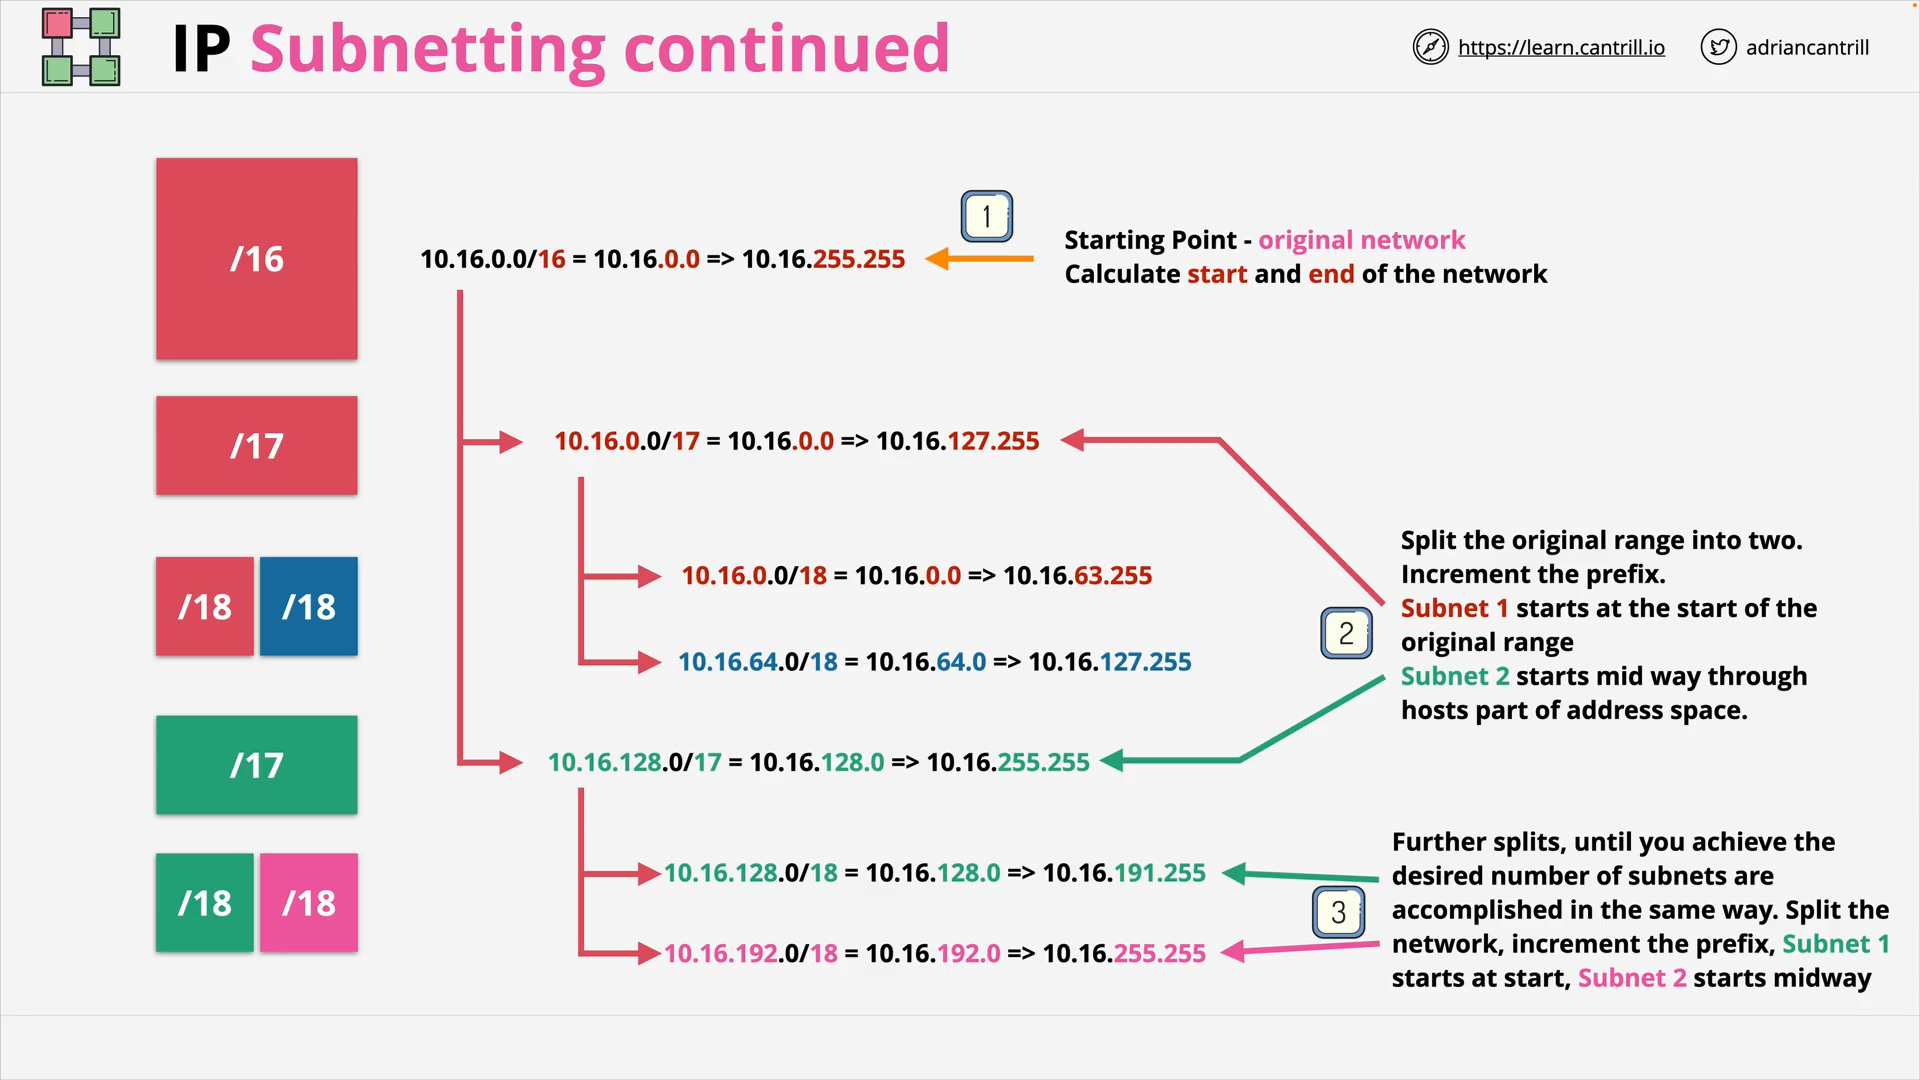 IP Subnetting continued
https://learn.cantrill.io
adriancantrill
/16
10.16.0.0/16 = 10.16.0.0 => 10.16.255.255
1
Starting Point - original network
Calculate start and end of the network
/17
10.16.0.0/17 = 10.16.0.0 => 10.16.127.255
/18
/18
10.16.0.0/18 = 10.16.0.0 => 10.16.63.255
10.16.64.0/18 = 10.16.64.0 => 10.16.127.255
2
Split the original range into two.
Increment the prefix.
Subnet 1 starts at the start of the
original range
Subnet 2 starts mid way through
hosts part of address space.
/17
10.16.128.0/17 = 10.16.128.0 => 10.16.255.255
/18
/18
10.16.128.0/18 = 10.16.128.0 => 10.16.191.255
10.16.192.0/18 = 10.16.192.0 => 10.16.255.255
3
Further splits, until you achieve the
desired number of subnets are
accomplished in the same way. Split the
network, increment the prefix, Subnet 1
starts at start, Subnet 2 starts midway